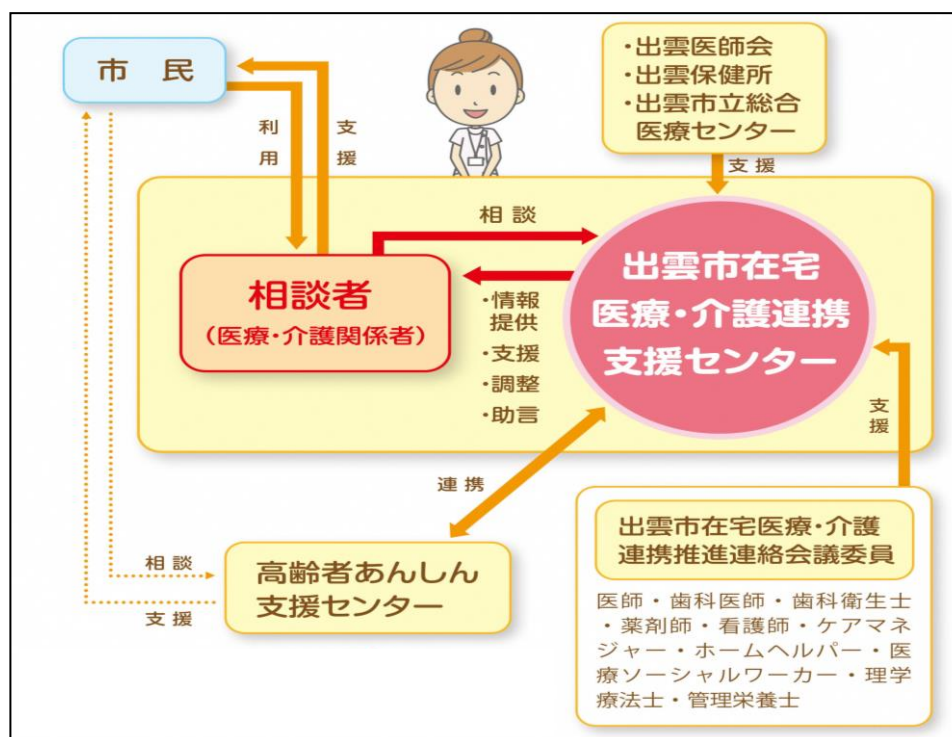 市民
・出雲医師会
・出雲保健所
・出雲市立総合
医療センター
利用
支援
支援
相談
相談者
（医療・介護関係者）
・情報
提供
・支援
・調整
・助言
出雲市在宅
医療・介護連携
支援センター
支援
連携
相談
支援
高齢者あんしん
支援センター
出雲市在宅医療・介護
連携推進連絡会議委員
医師・歯科医師・歯科衛生士
・薬剤師・看護師・ケアマネ
ジャー・ホームヘルパー・医
療ソーシャルワーカー・理学
療法士・管理栄養士